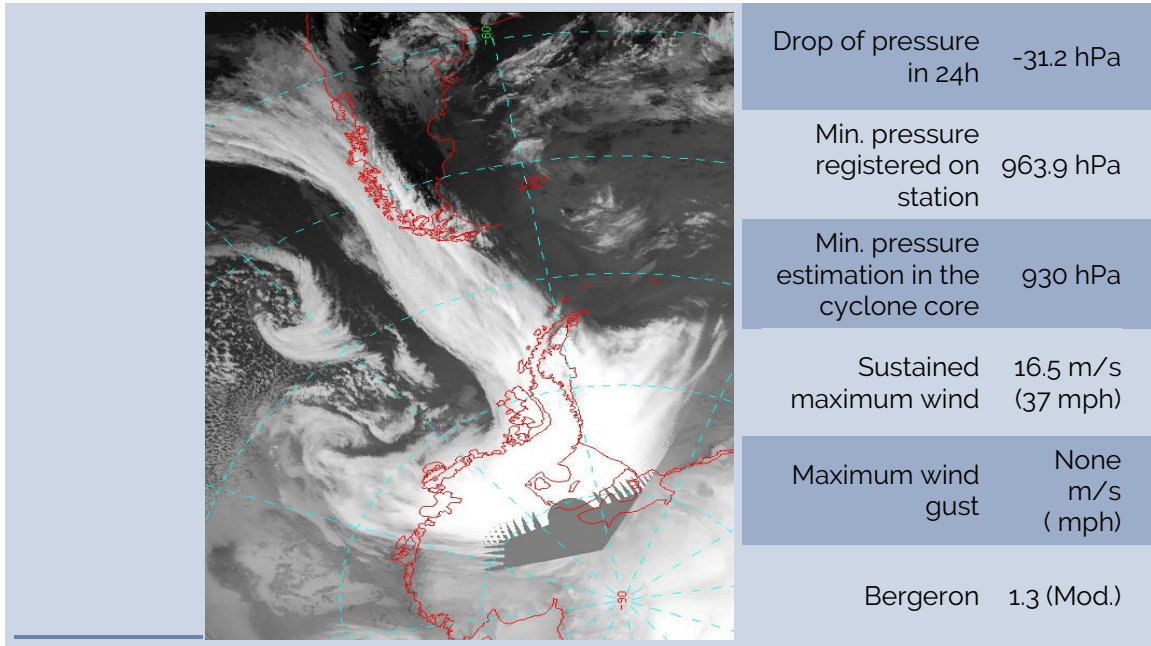 -60
-90
Drop of pressure
in 24h
-31.2 hPa
Min. pressure
registered on
station
963.9 hPa
Min. pressure
estimation in the
cyclone core
930 hPa
Sustained
maximum wind
16.5 m/s
(37 mph)
Maximum wind
gust
None
m/s
( mph)
Bergeron
1.3 (Mod.)